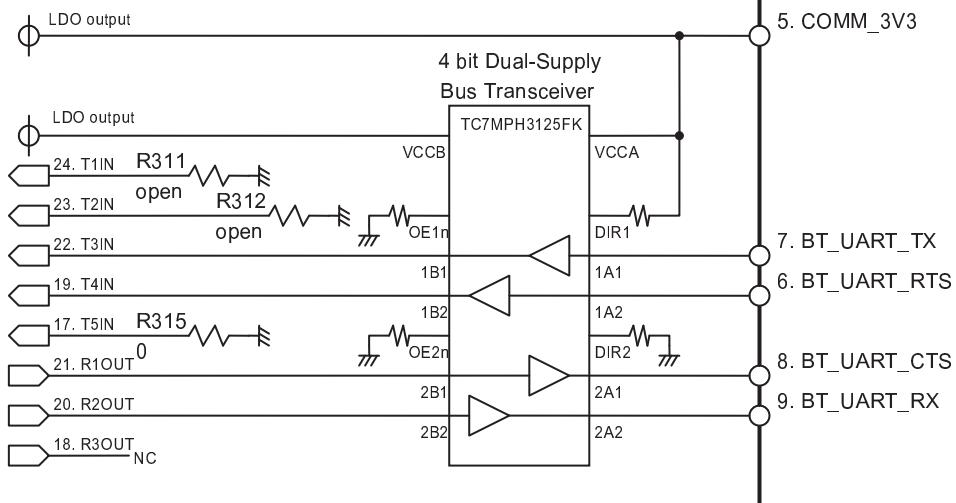 LDO output
5. COMM_3V3
4 bit Dual-Supply
Bus Transceiver
LDO output
TC7MPH3125FK
VCCB
VCCA
24. T1IN
R311
open
23. T2IN
R312
open
OE1n
DIR1
22. T3IN
7. BT_UART_TX
1B1
1A1
19. T4IN
6. BT_UART_RTS
1B2
1A2
17. T5IN
R315
0
OE2n
DIR2
21. R1OUT
8. BT_UART_CTS
2B1
2A1
20. R2OUT
9. BT_UART_RX
2B2
2A2
18. R3OUT
NC